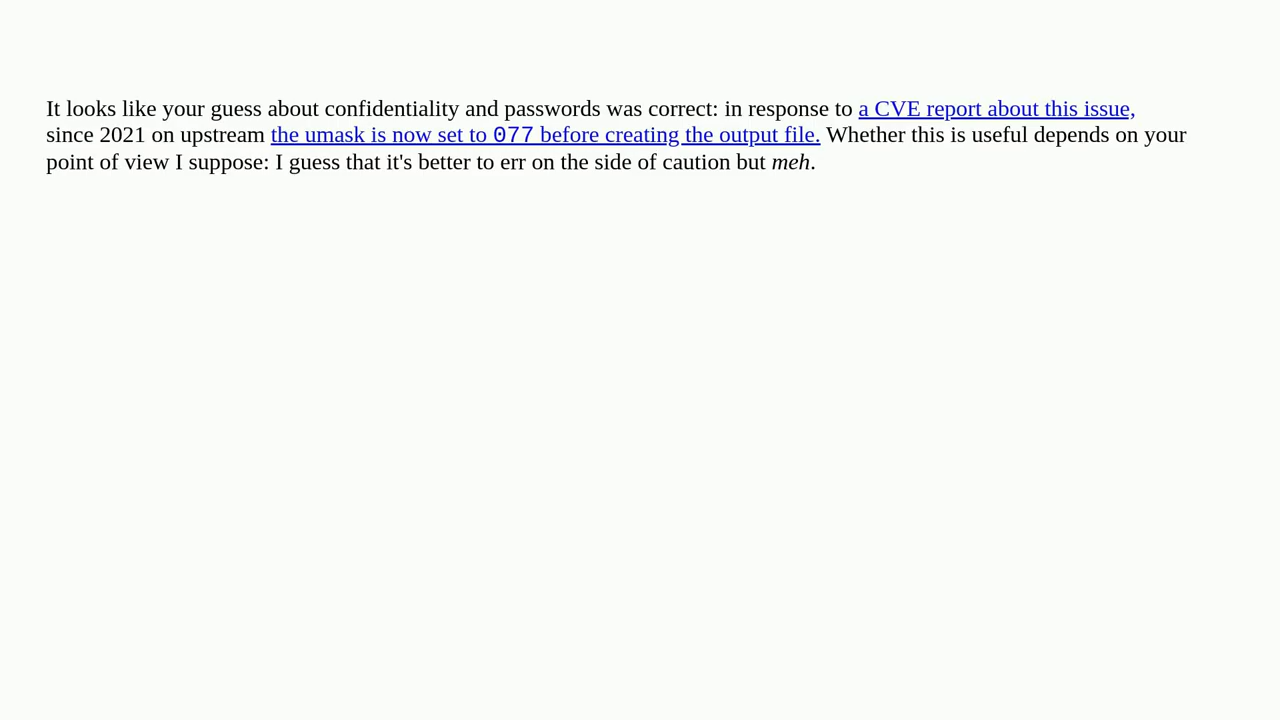 It looks like your guess about confidentiality and passwords was correct: in response to a CVE report about this issue,
since 2021 on upstream the umask is now set to 077 before creating the output file. Whether this is useful depends on your
point of view I suppose: I guess that it's better to err on the side of caution but meh.